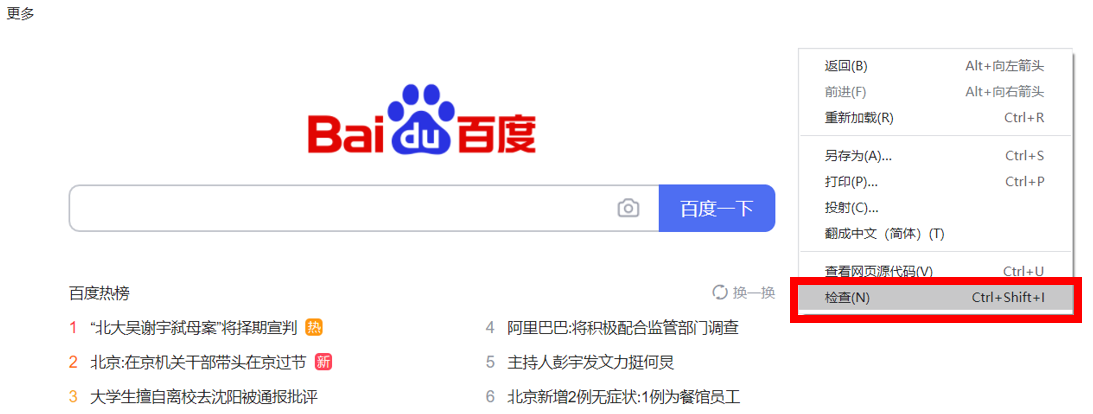 更多
Bai du 百度
百度一下
百度热榜
换一换
1 “北大吴谢宇弑母案”将择期宣判 热
2 北京:在京机关干部带头在京过节 新
3 大学生擅自离校去沈阳被通报批评
4 阿里巴巴:将积极配合监管部门调查
5 主持人彭宇发文力挺何炅
6 北京新增2例无症状:1例为餐馆员工
返回(B) Alt+向左箭头
前进(F) Alt+向右箭头
重新加载(R) Ctrl+R
另存为(A)... Ctrl+S
打印(P)... Ctrl+P
投射(C)...
翻成中文（简体）(T)
查看网页源代码(V) Ctrl+U
检查(N) Ctrl+Shift+I